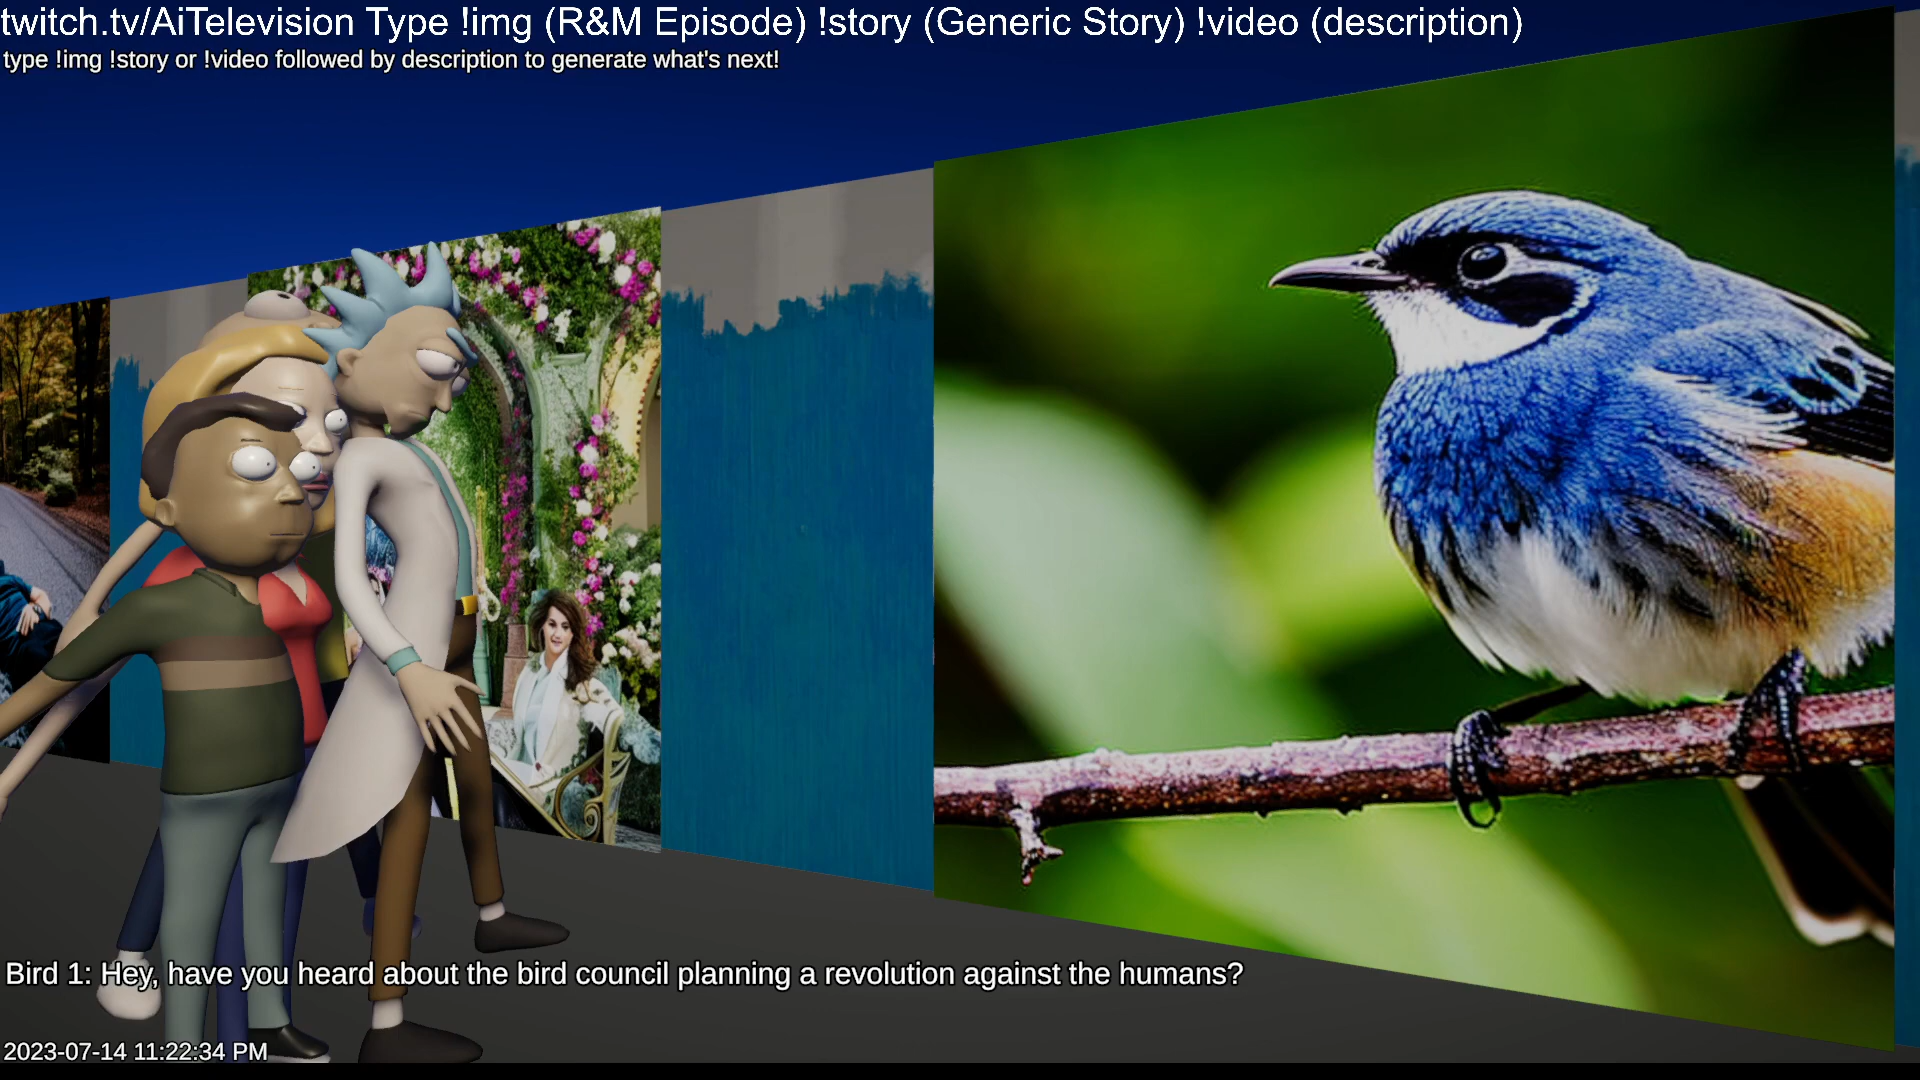 twitch.tv/AiTelevision Type !img (R&M Episode) !story (Generic Story) !video (description)
type !img !story or !video followed by description to generate what's next!
Bird 1: Hey, have you heard about the bird council planning a revolution against the humans?
2023-07-14 11:22:34 PM